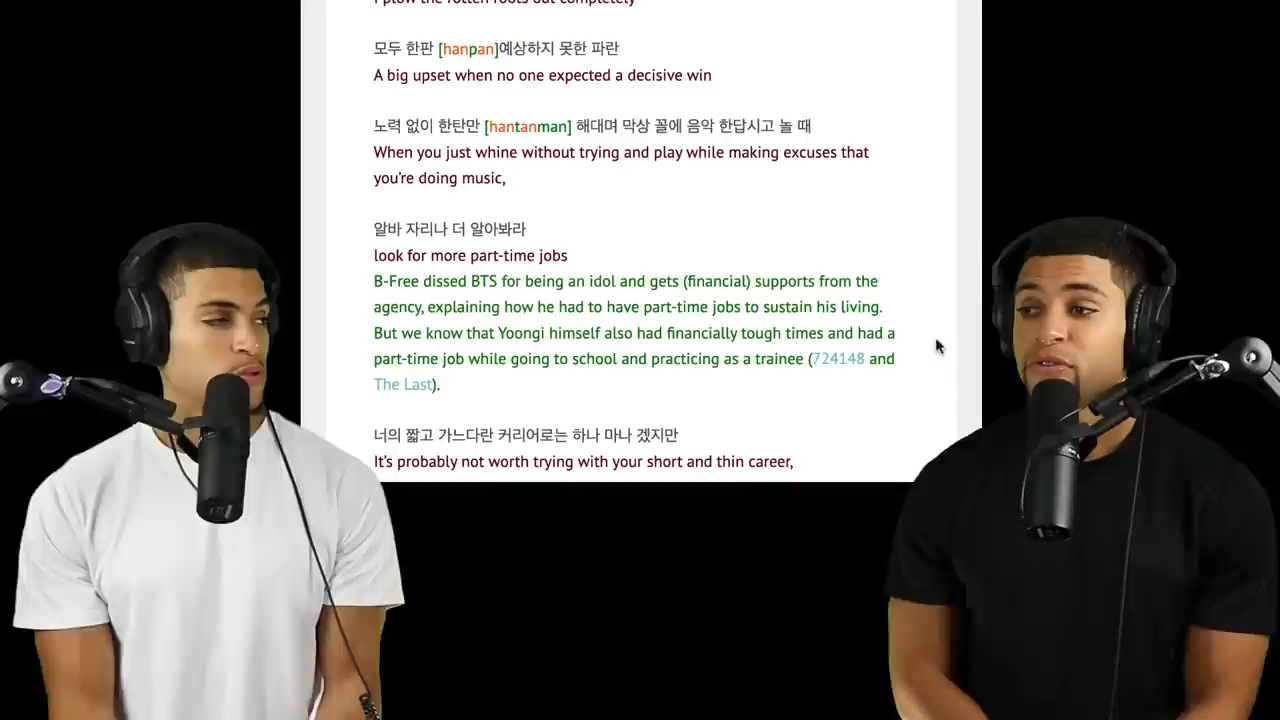 모두 한판 [hanpan]예상하지 못한 파란
A big upset when no one expected a decisive win
노력 없이 한탄만 [hantanman] 해대며 막상 꼴에 음악 한답시고 놀 때
When you just whine without trying and play while making excuses that
you're doing music,
알바 자리나 더 알아봐라
look for more part-time jobs
B-Free dissed BTS for being an idol and gets (financial) supports from the
agency, explaining how he had to have part-time jobs to sustain his living.
But we know that Yoongi himself also had financially tough times and had a
part-time job while going to school and practicing as a trainee (724148 and
The Last).
너의 짧고 가느다란 커리어로는 하나 마나 겠지만
It's probably not worth trying with your short and thin career,